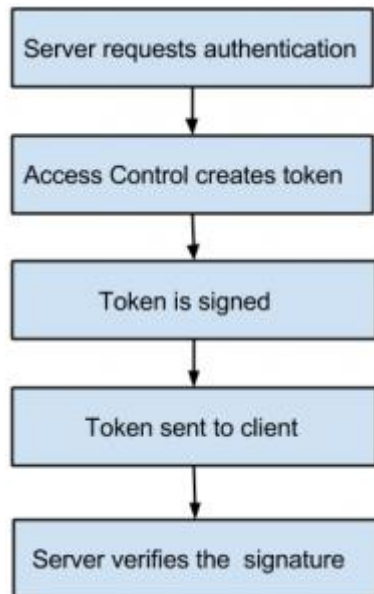 Server requests authentication
Access Control creates token
Token is signed
Token sent to client
Server verifies the signature